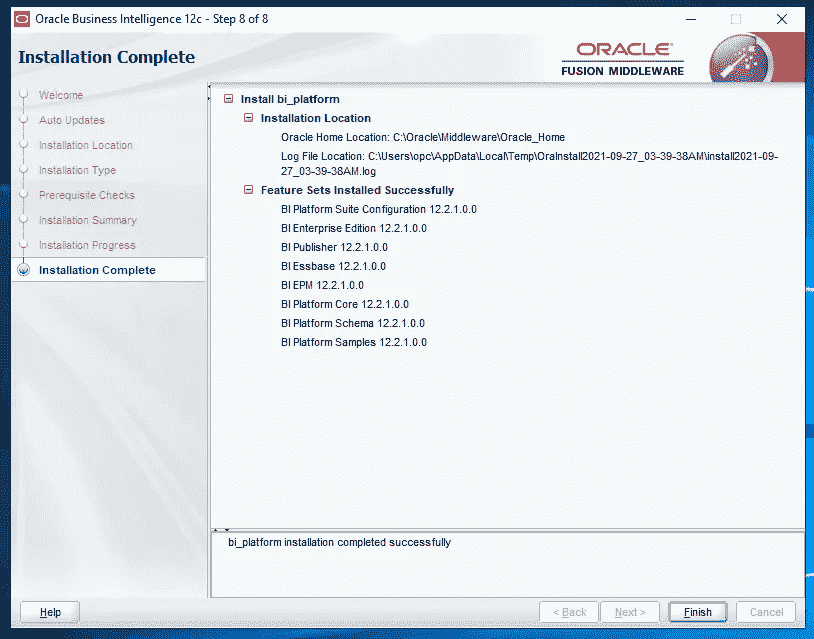 Oracle Business Intelligence 12c - Step 8 of 8
Installation Complete
ORACLE
FUSION MIDDLEWARE
Welcome
Auto Updates
Installation Location
Installation Type
Prerequisite Checks
Installation Summary
Installation Progress
Installation Complete
Install bi_platform
Installation Location
Oracle Home Location: C:\Oracle\Middleware\Oracle_Home
Log File Location: C:\Users\opc\AppData\Local\Temp\OraInstall2021-09-27_03-39-38AM\install2021-09-
27_03-39-38AM.log
Feature Sets Installed Successfully
BI Platform Suite Configuration 12.2.1.0.0
BI Enterprise Edition 12.2.1.0.0
BI Publisher 12.2.1.0.0
BI Essbase 12.2.1.0.0
BI EPM 12.2.1.0.0
BI Platform Core 12.2.1.0.0
BI Platform Schema 12.2.1.0.0
BI Platform Samples 12.2.1.0.0
bi_platform installation completed successfully
Help
< Back
Next >
Finish
Cancel